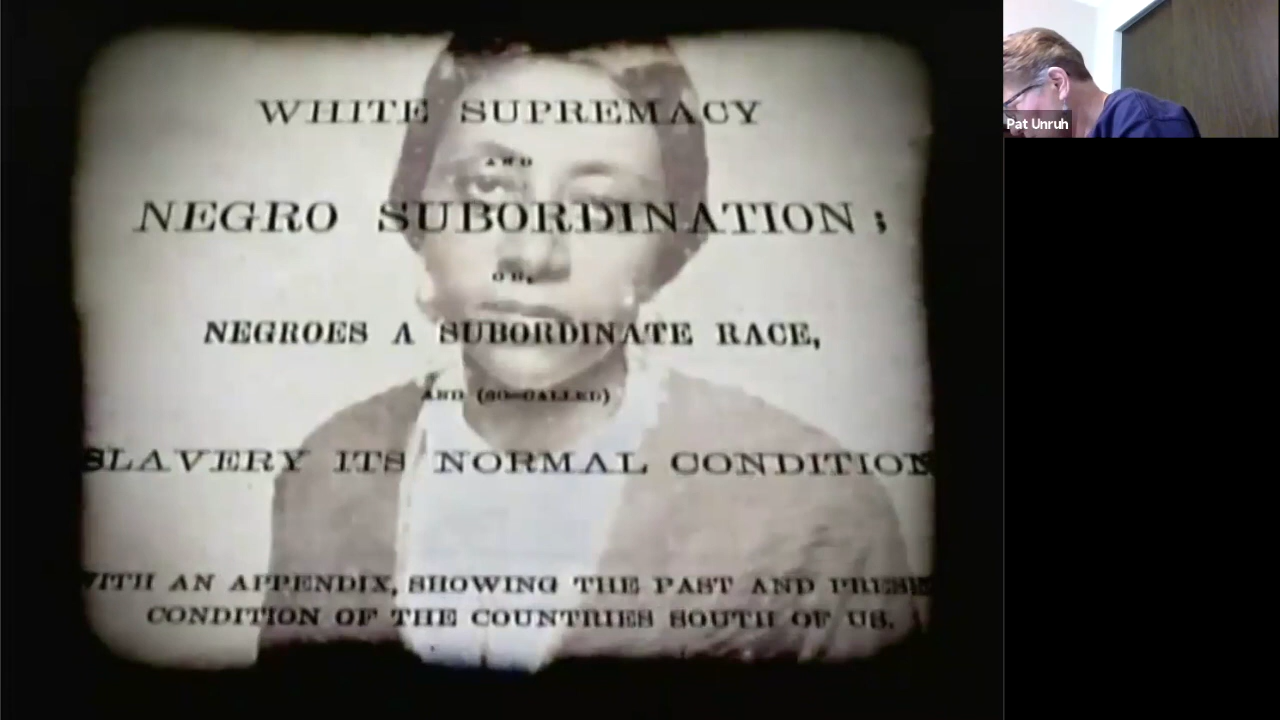 WHITE SUPREMACY
AND
NEGRO SUBORDINATION;
OR,
NEGROES A SUBORDINATE RACE,
AND (SO-CALLED)
SLAVERY ITS NORMAL CONDITION
WITH AN APPENDIX, SHOWING THE PAST AND PRESE
CONDITION OF THE COUNTRIES SOUTH OF US.
Pat Unruh